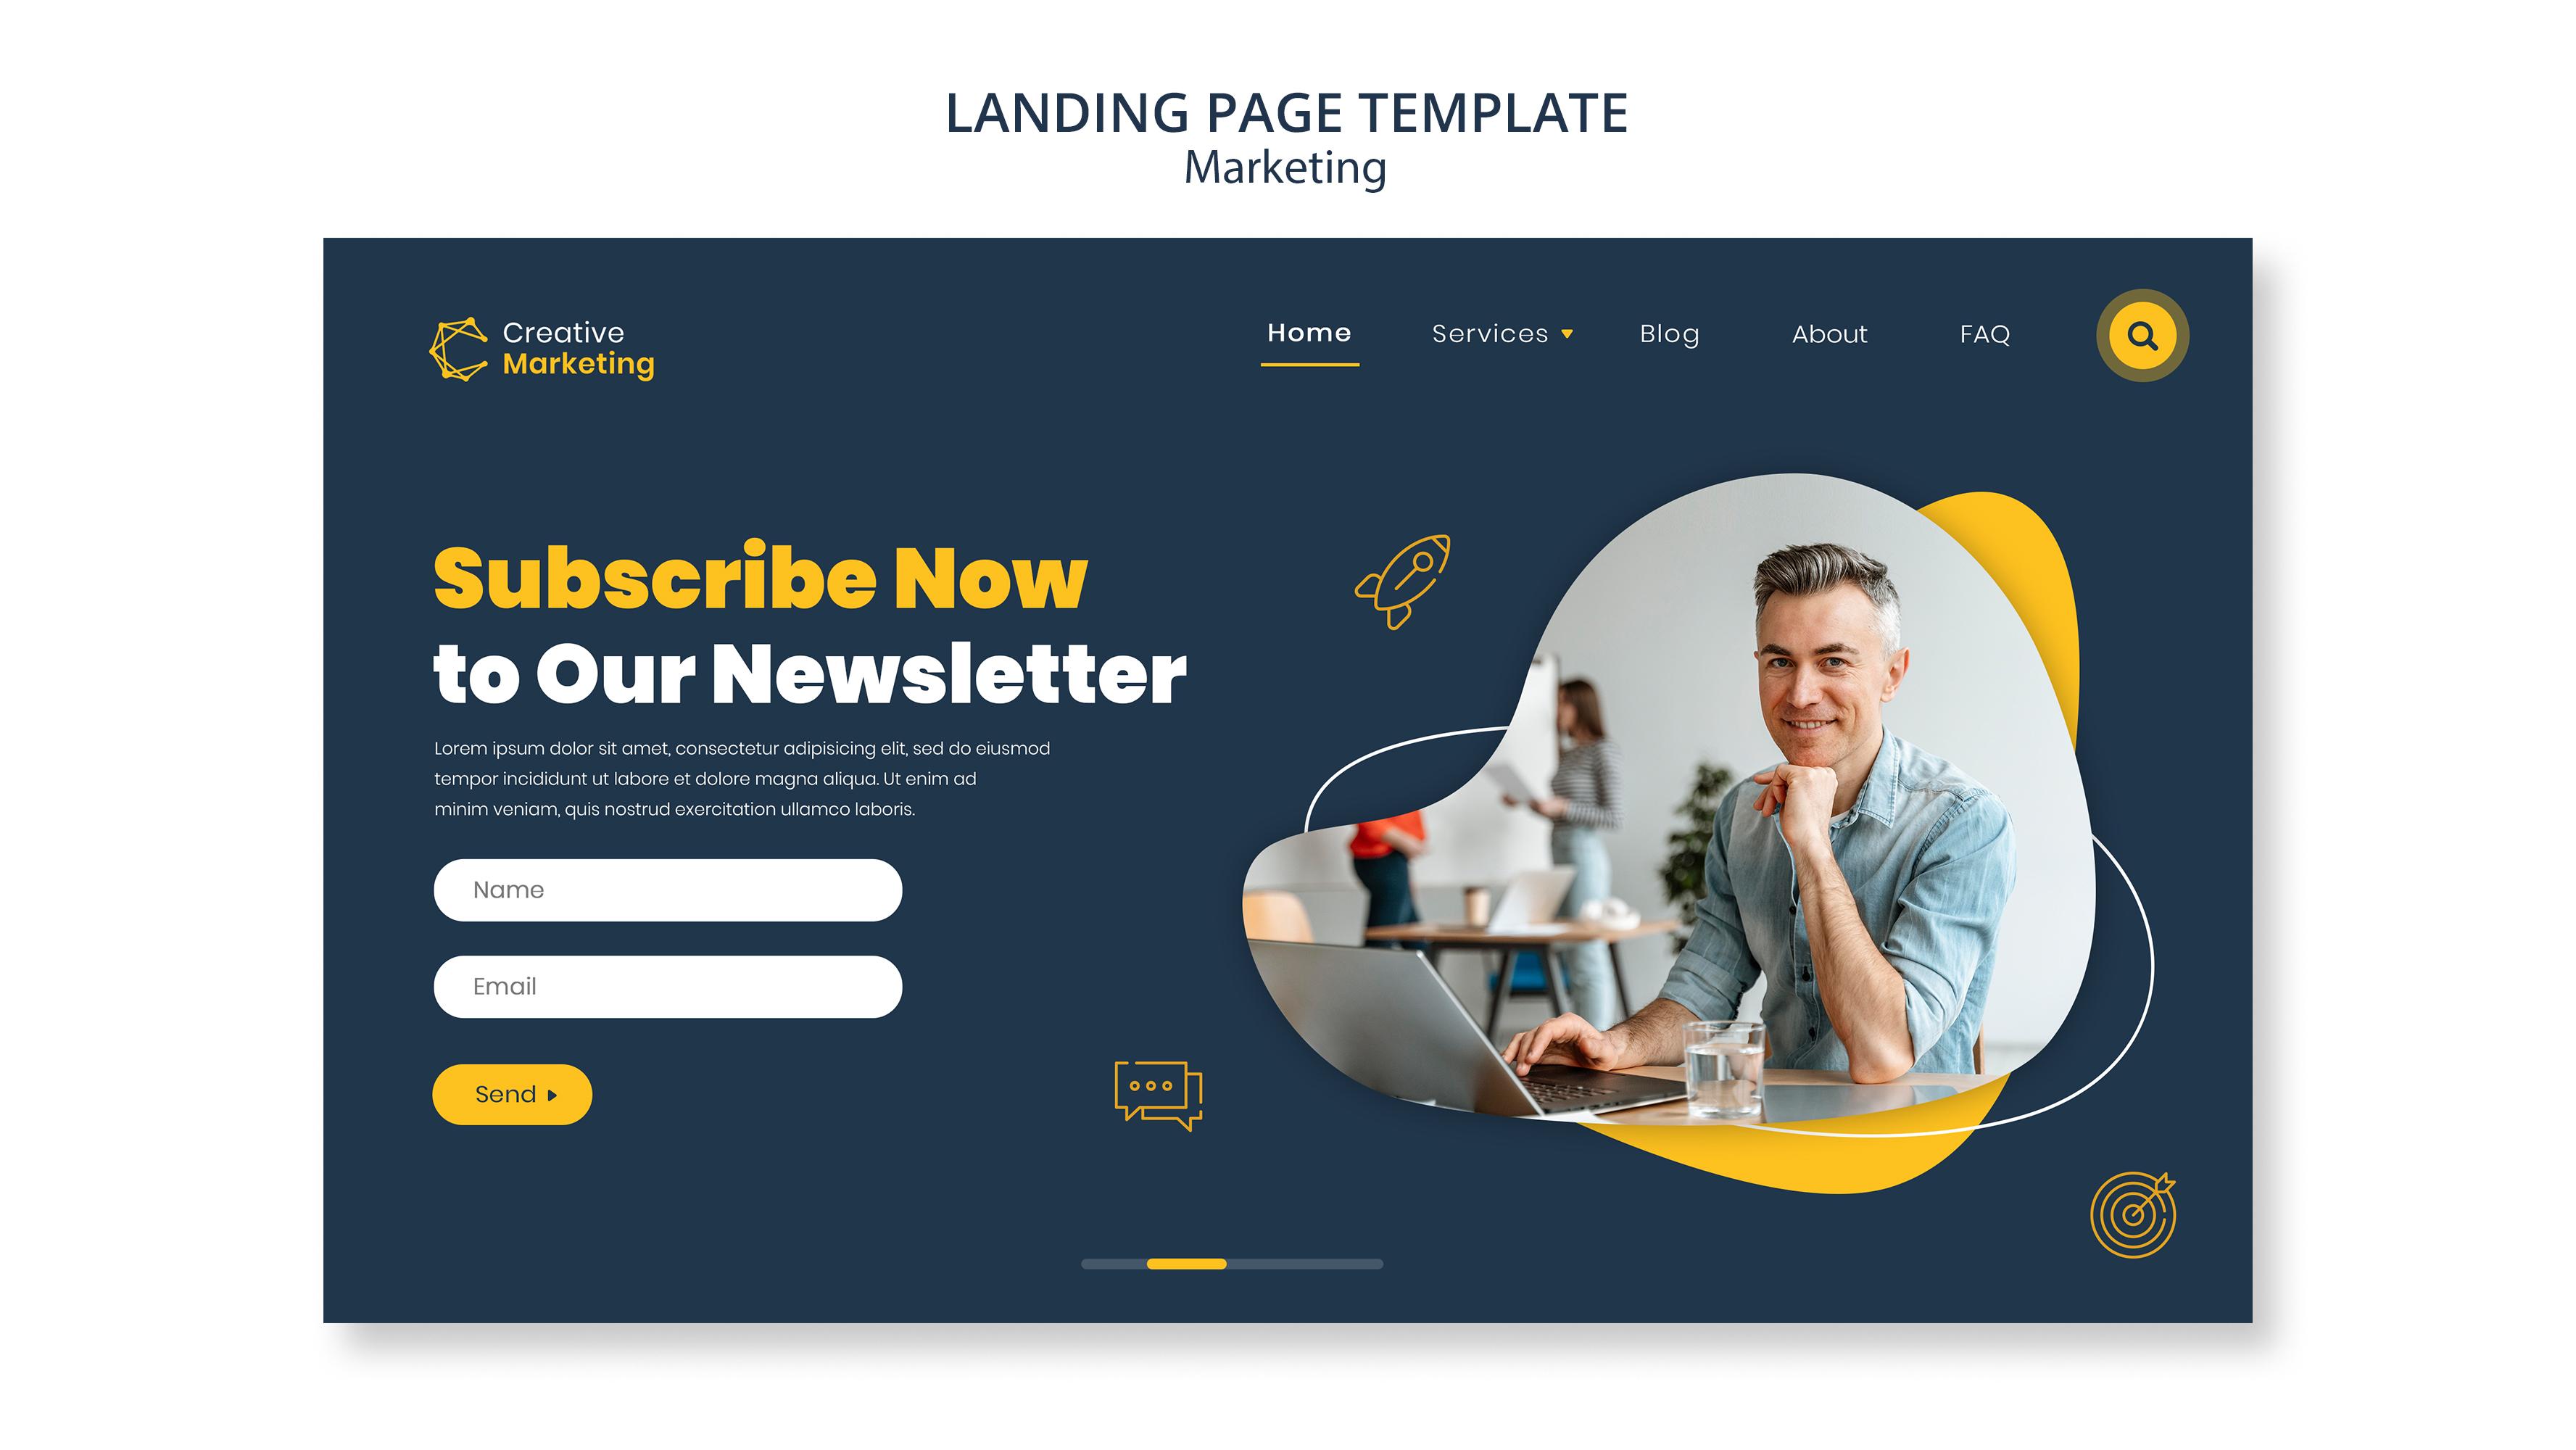 LANDING PAGE TEMPLATE
Marketing
Creative
Marketing
Home
Services
Blog
About
FAQ
Subscribe Now
to Our Newsletter
Lorem ipsum dolor sit amet, consectetur adipisicing elit, sed do eiusmod
tempor incididunt ut labore et dolore magna aliqua. Ut enim ad
minim veniam, quis nostrud exercitation ullamco laboris.
Name
Email
Send